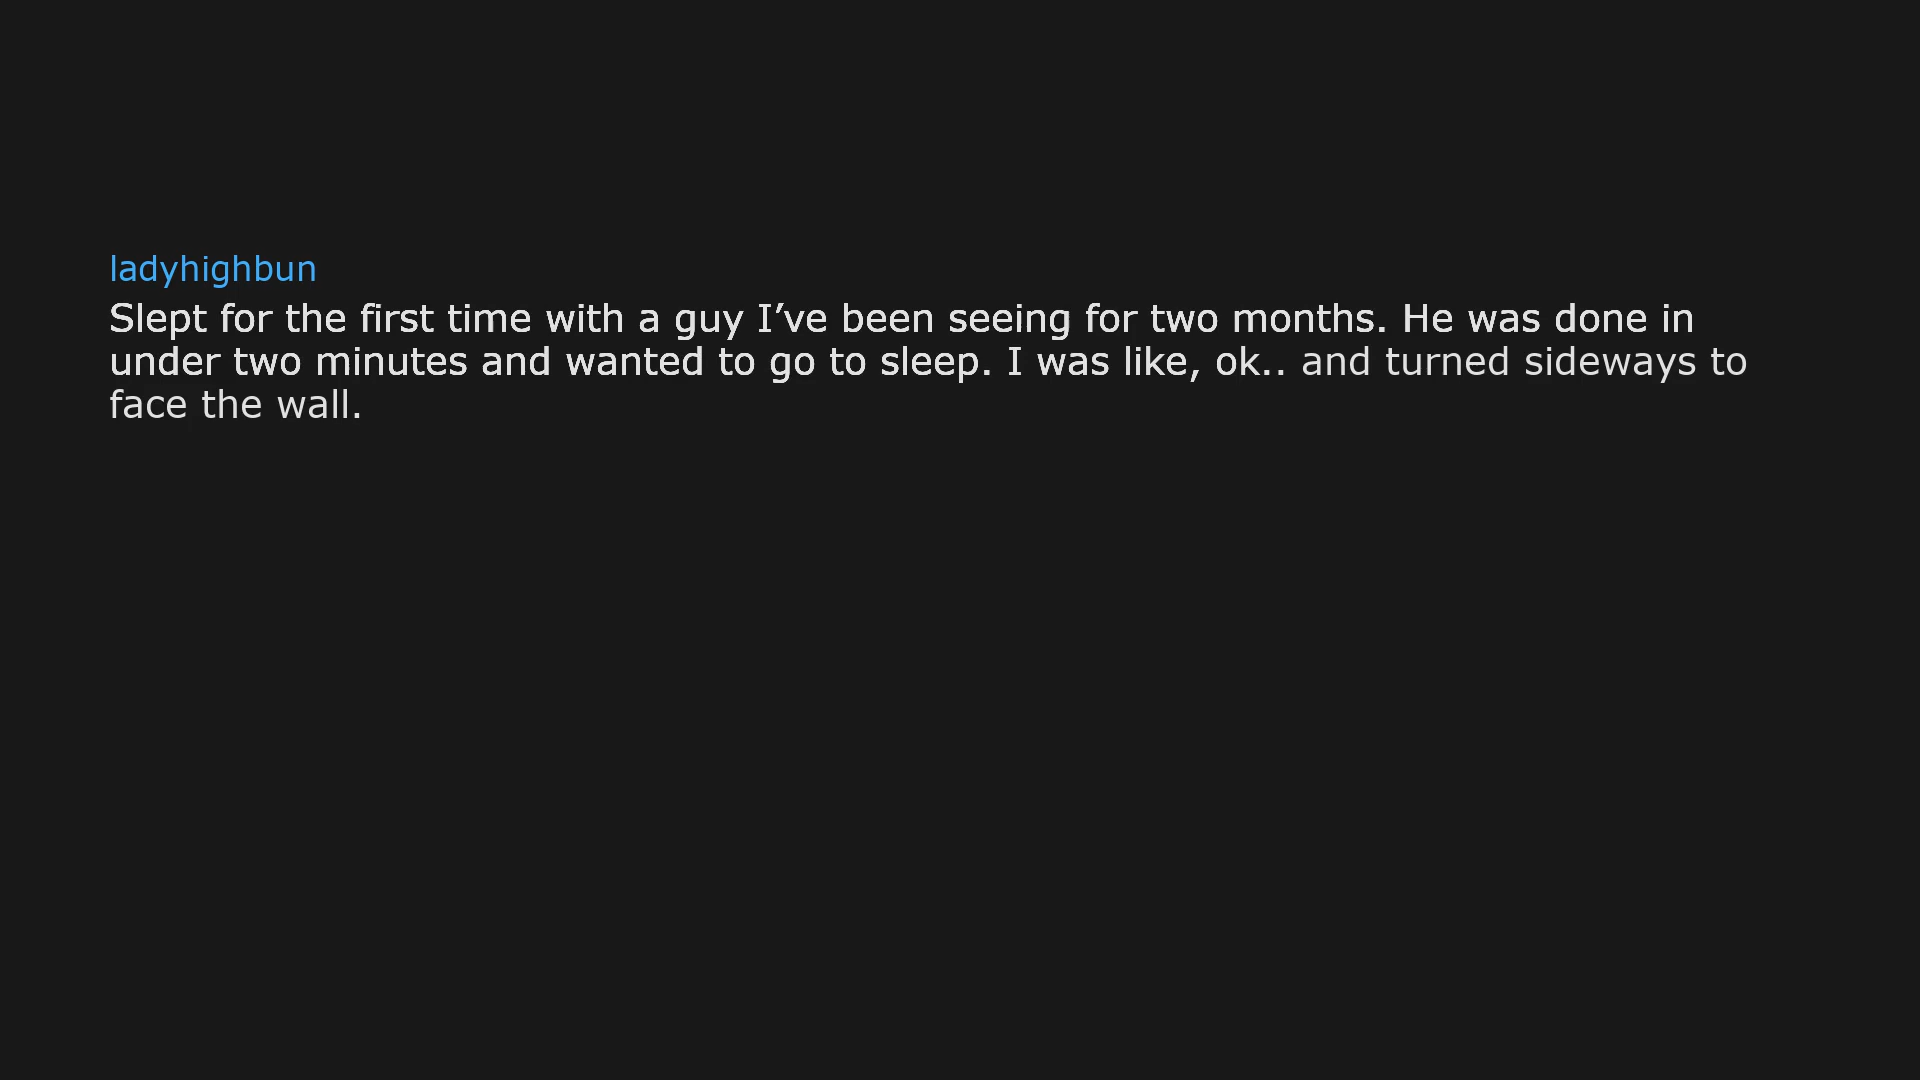 ladyhighbun
Slept for the first time with a guy I’ve been seeing for two months. He was done in
under two minutes and wanted to go to sleep. I was like, ok.. and turned sideways to
face the wall.